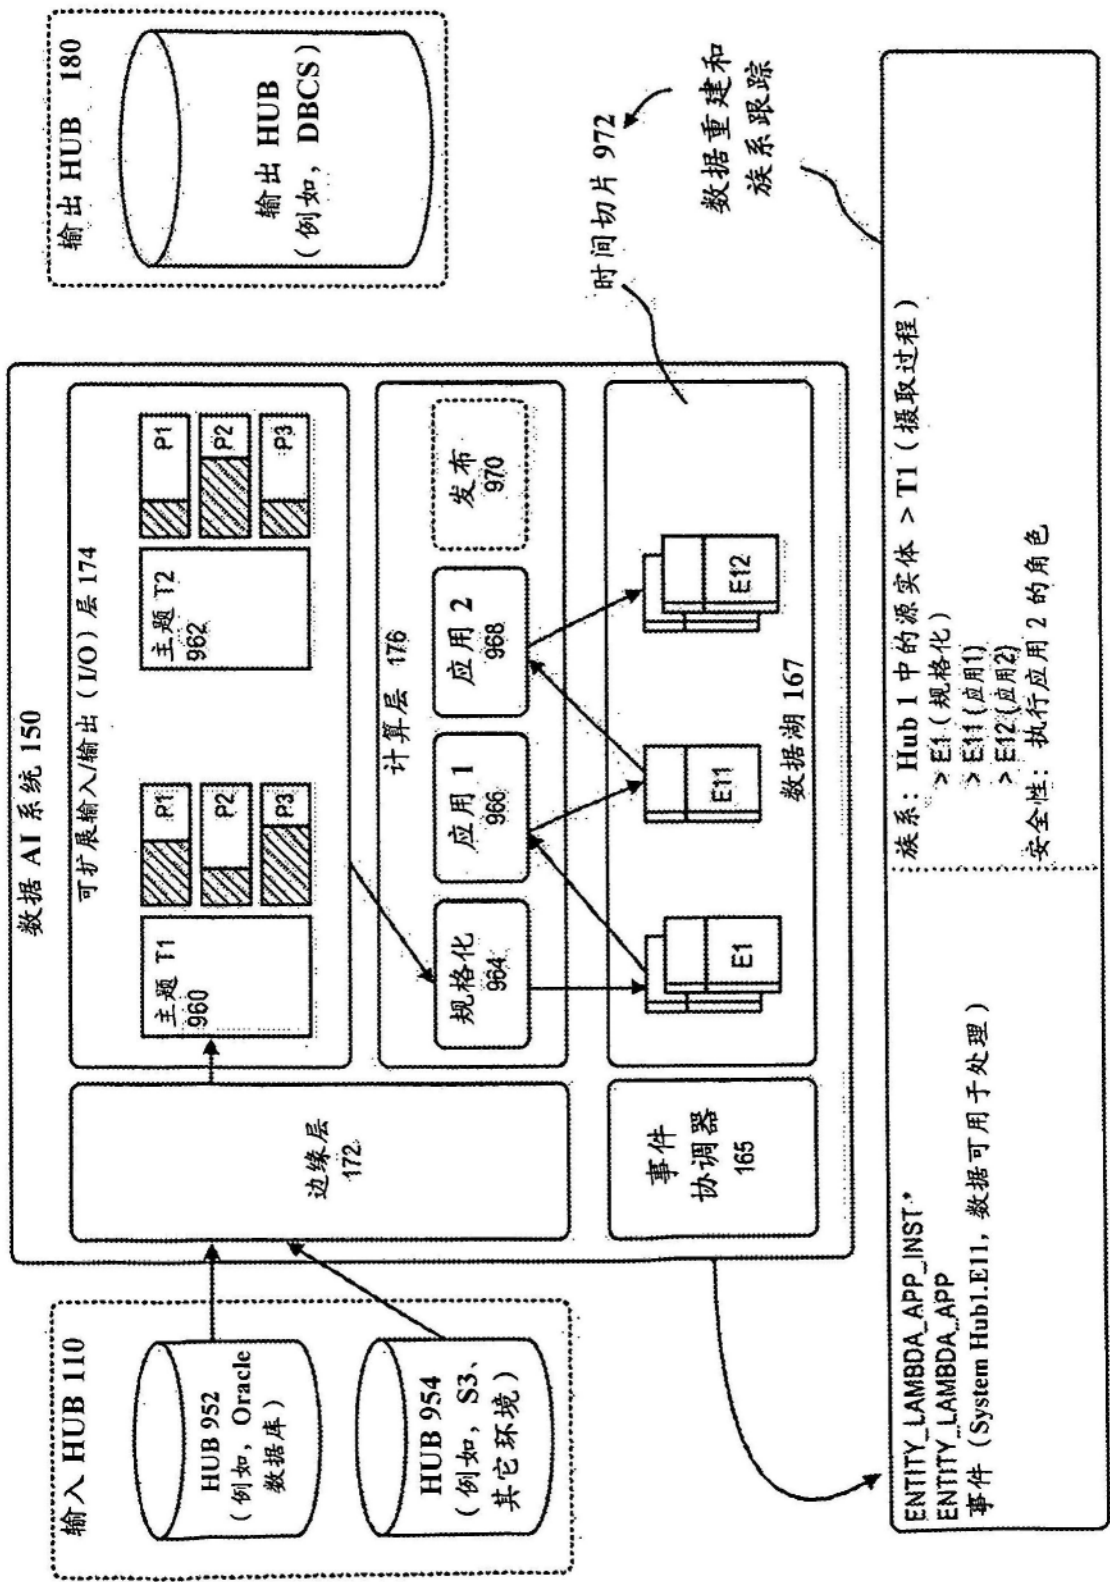 输入 HUB 110
HUB 952
（例如，Oracle
数据库）
HUB 954
（例如，S3、
其它环境）
数据 AI 系统 150
边缘层
172
可扩展输入/输出（I/O）层 174
主题 T1
960
P1
P2
P3
主题 T2
962
P1
P2
P3
计算层 176
规格化
964
应用 1
966
应用 2
968
发布
970
事件
协调器
165
E1
E11
E12
数据湖 167
输出 HUB 180
输出 HUB
（例如，DBCS）
时间切片 972
数据重建和
族系跟踪
ENTITY_LAMBDA_APP_INST.*
ENTITY_LAMBDA_APP
事件（System Hub1.E11，数据可用于处理）
族系：Hub 1 中的源实体 > T1（摄取过程）
> E1（规格化）
> E11 (应用1)
> E12 (应用2)
安全性：执行应用 2 的角色